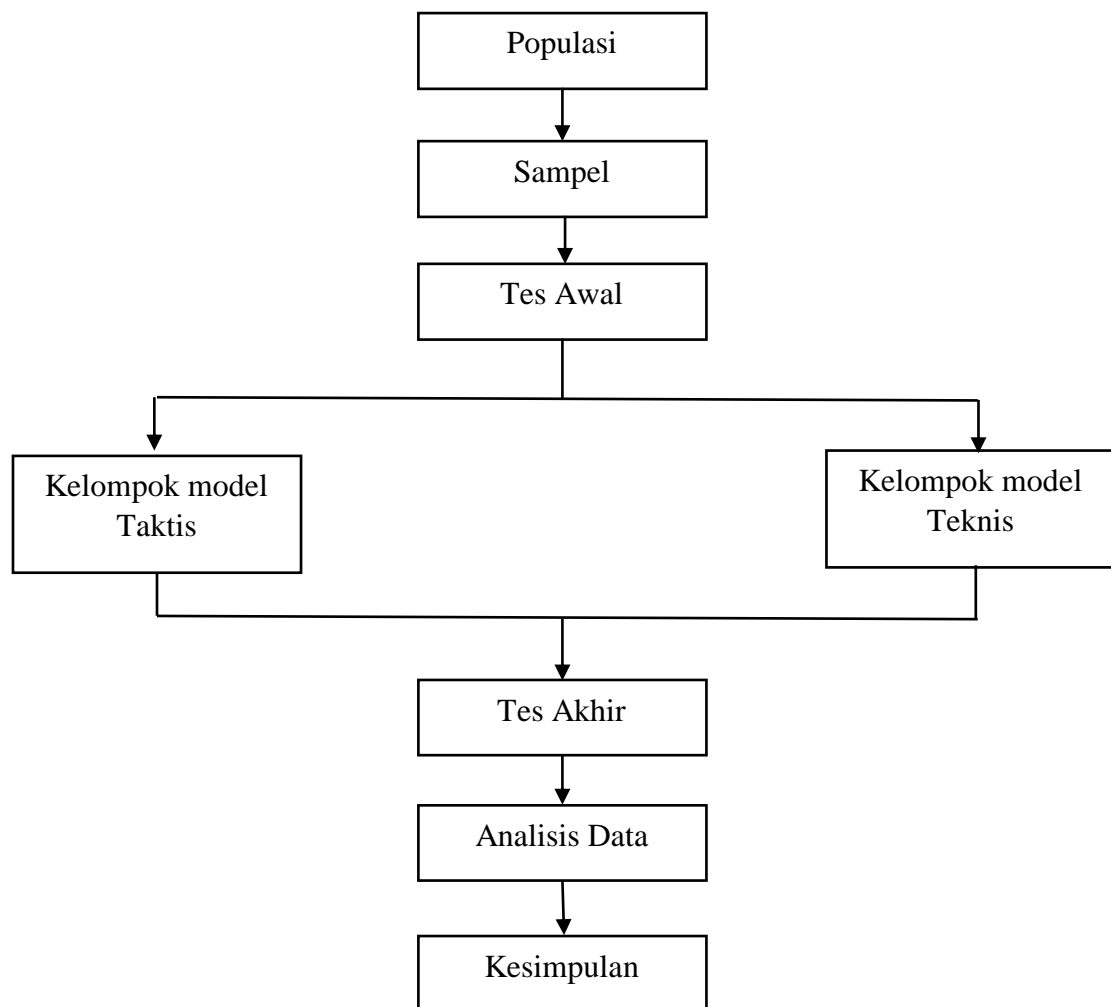 Populasi
Sampel
Tes Awal
Kelompok model
Taktis
Kelompok model
Teknis
Tes Akhir
Analisis Data
Kesimpulan